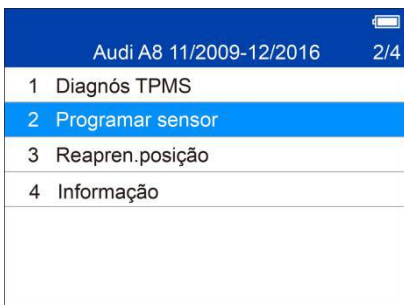 Audi A8 11/2009-12/2016 2/4
1 Diagnós TPMS
2 Programar sensor
3 Reapren.posição
4 Informação